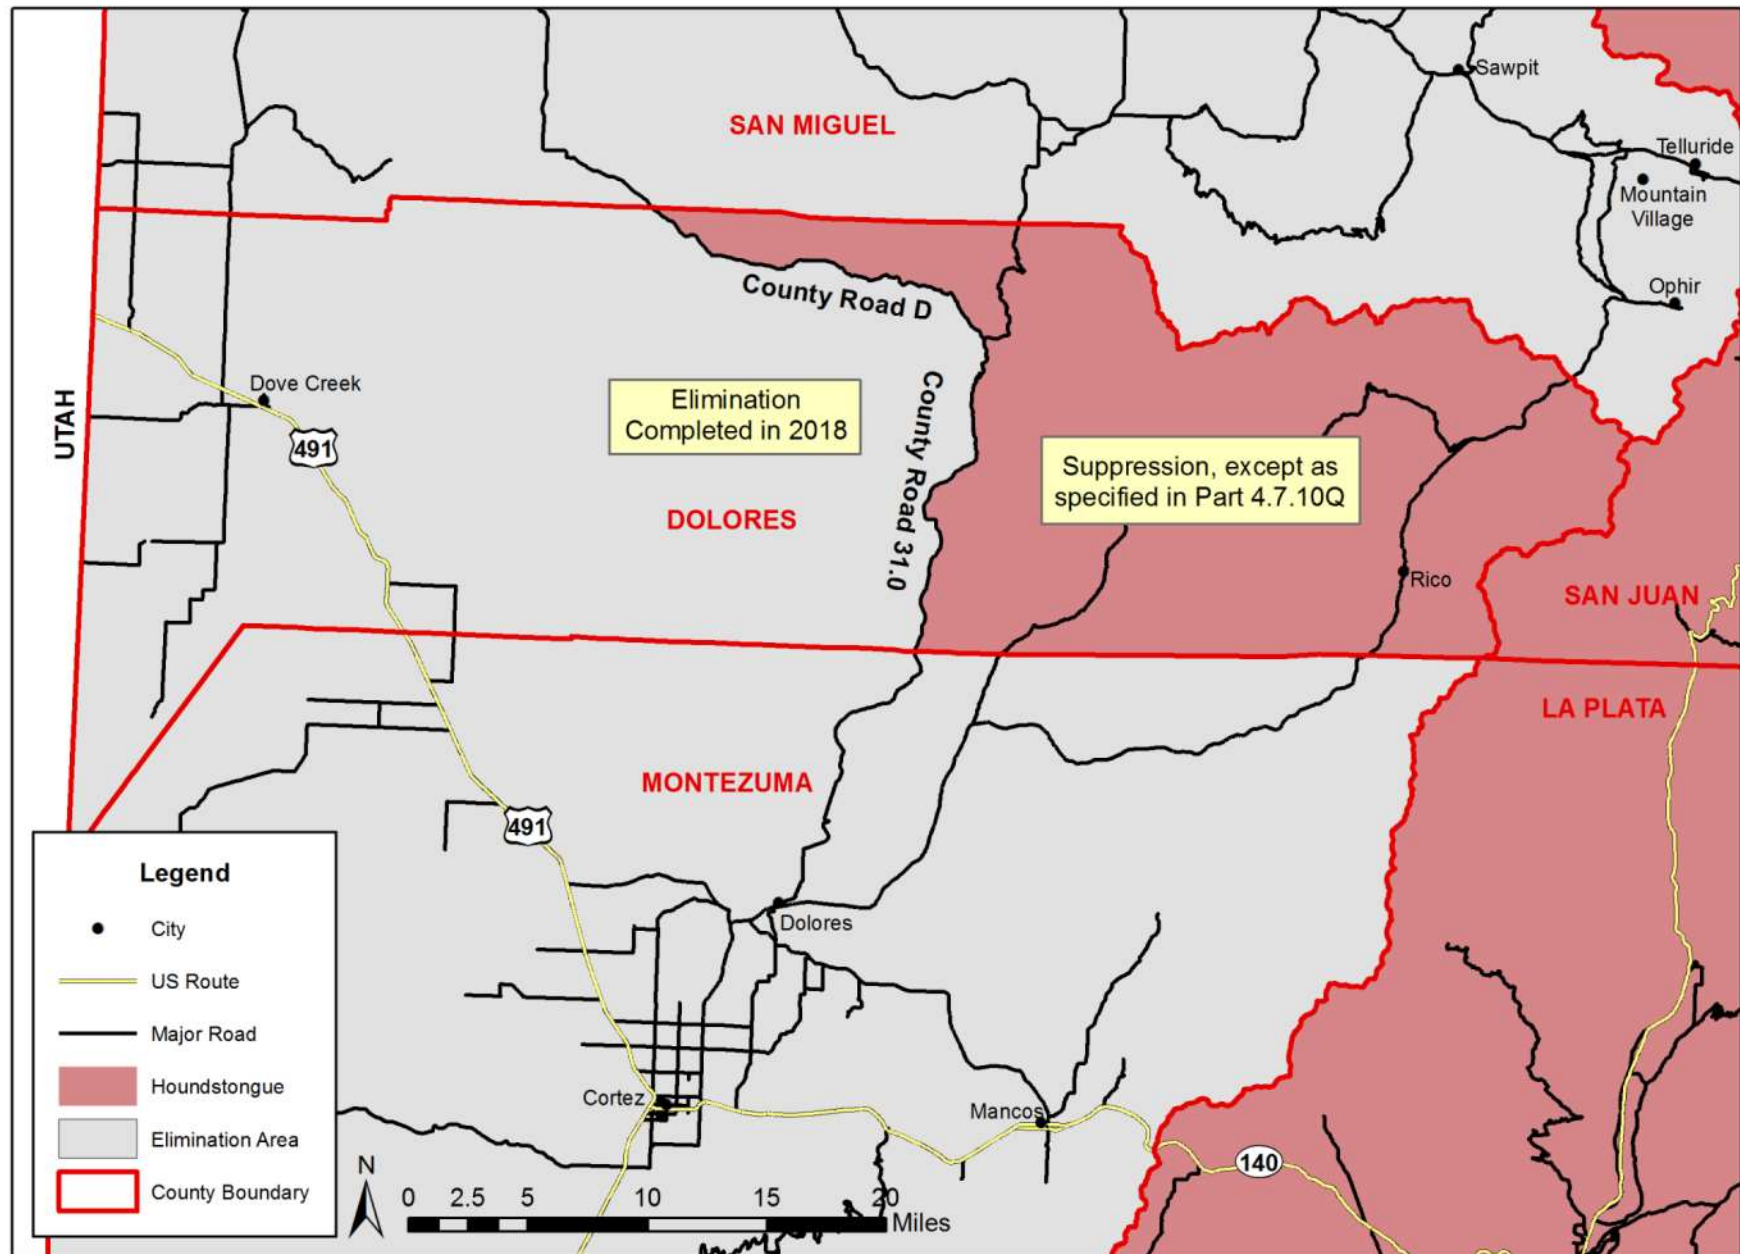 SAN MIGUEL
Sawpit
Telluride
Mountain
Village
Ophir
County Road D
UTAH
Dove Creek
491
Elimination
Completed in 2018
County Road 31.0
Suppression, except as
specified in Part 4.7.10Q
DOLORES
Rico
SAN JUAN
LA PLATA
MONTEZUMA
491
Dolores
Cortez
Mancos
140
Legend
City
US Route
Major Road
Houndstongue
Elimination Area
County Boundary
N
0 2.5 5 10 15 20
Miles